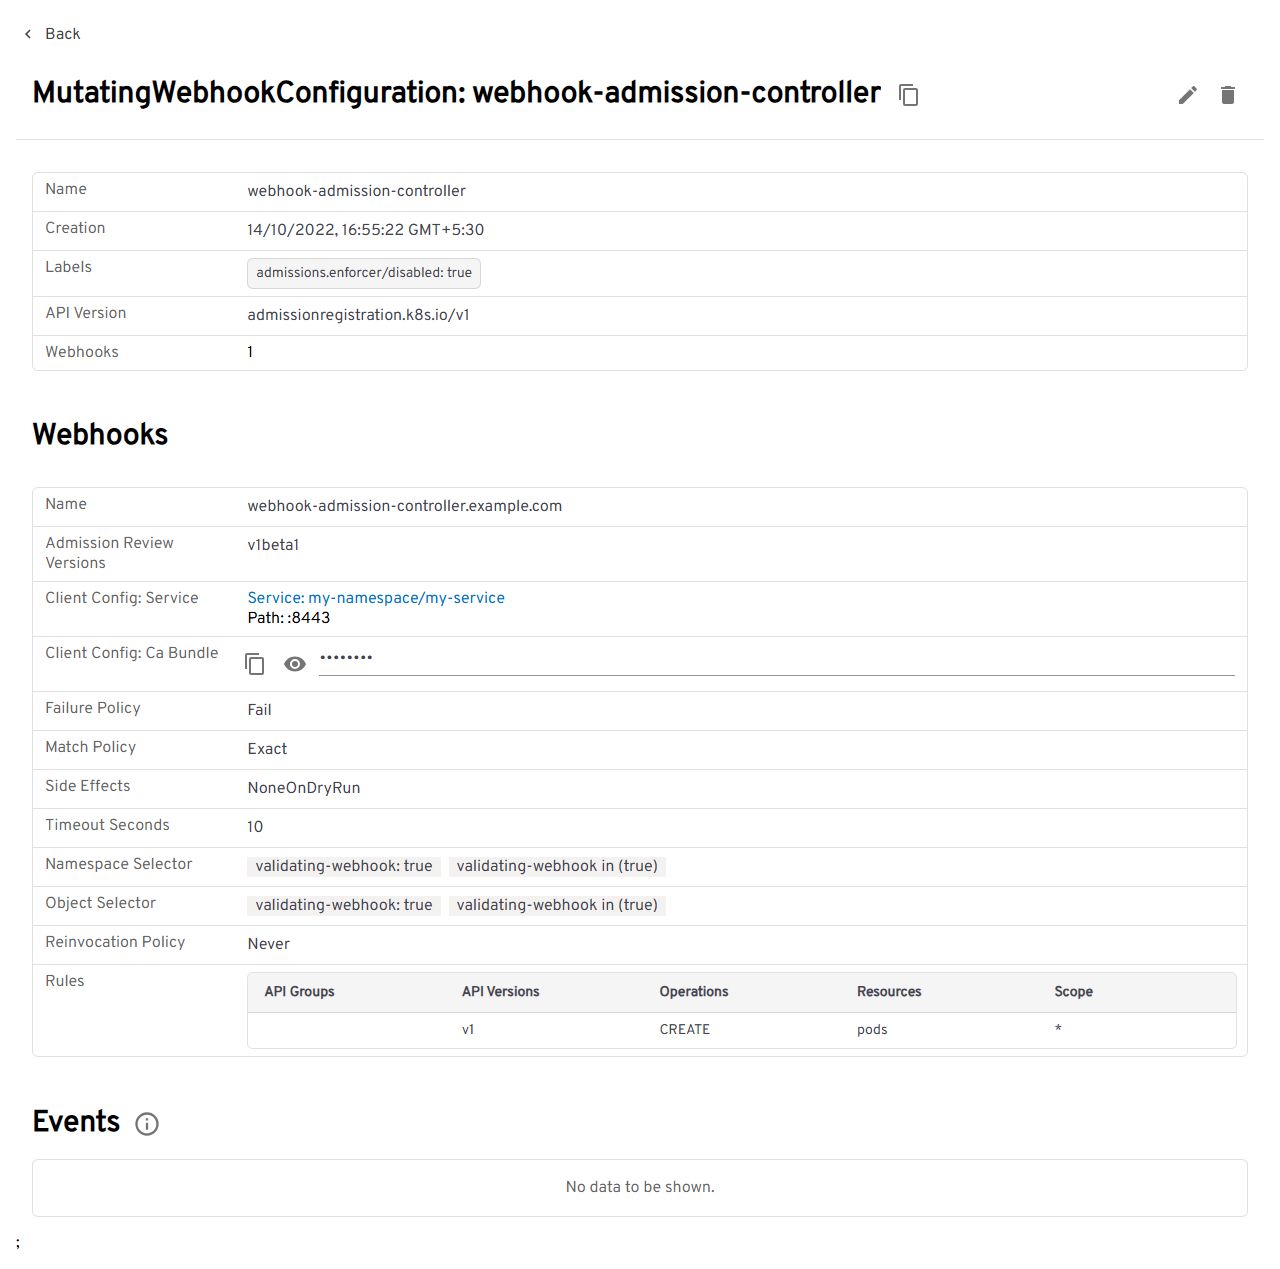 Back
MutatingWebhookConfiguration: webhook-admission-controller
Name webhook-admission-controller
Creation 14/10/2022, 16:55:22 GMT+5:30
Labels admissions.enforcer/disabled: true
API Version admissionregistration.k8s.io/v1
Webhooks 1
Webhooks
Name webhook-admission-controller.example.com
Admission Review Versions v1beta1
Client Config: Service Service: my-namespace/my-service
Path: :8443
Client Config: Ca Bundle ••••••••
Failure Policy Fail
Match Policy Exact
Side Effects NoneOnDryRun
Timeout Seconds 10
Namespace Selector validating-webhook: true validating-webhook in (true)
Object Selector validating-webhook: true validating-webhook in (true)
Reinvocation Policy Never
Rules API Groups API Versions Operations Resources Scope
v1 CREATE pods *
Events
No data to be shown.
;